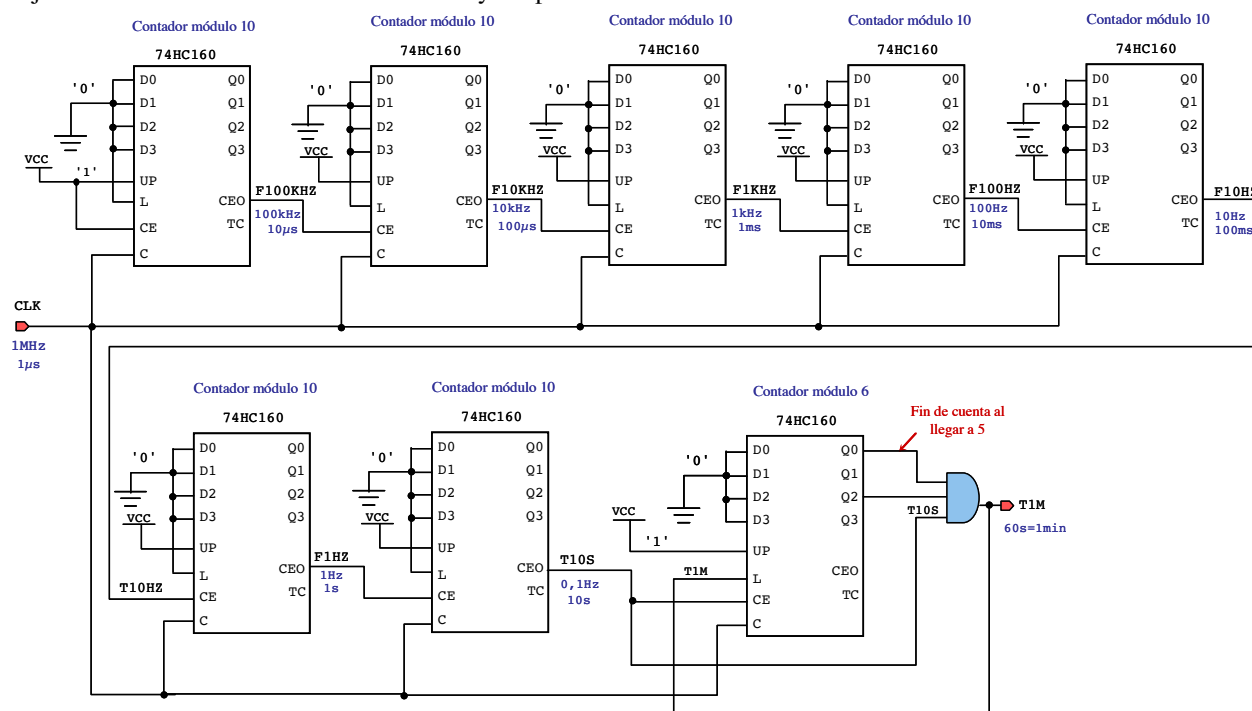 Contador módulo 10
Contador módulo 10
Contador módulo 10
Contador módulo 10
Contador módulo 10
74HC160
74HC160
74HC160
74HC160
74HC160
'0'
D0
D1
D2
D3
VCC
'1'
UP
L
CE
C
Q0
Q1
Q2
Q3
CEO
TC
F100KHZ
100kHz
10µs
'0'
D0
D1
D2
D3
VCC
UP
L
CE
C
Q0
Q1
Q2
Q3
CEO
TC
F10KHZ
10kHz
100µs
'0'
D0
D1
D2
D3
VCC
UP
L
CE
C
Q0
Q1
Q2
Q3
CEO
TC
F1KHZ
1kHz
1ms
'0'
D0
D1
D2
D3
VCC
UP
L
CE
C
Q0
Q1
Q2
Q3
CEO
TC
F100HZ
100Hz
10ms
'0'
D0
D1
D2
D3
VCC
UP
L
CE
C
Q0
Q1
Q2
Q3
CEO
TC
F10HZ
10Hz
100ms
CLK
1MHz
1µs
Contador módulo 10
Contador módulo 10
Contador módulo 6
74HC160
74HC160
74HC160
'0'
D0
D1
D2
D3
VCC
UP
L
T10HZ
CE
C
Q0
Q1
Q2
Q3
CEO
TC
F1HZ
1Hz
1s
'0'
D0
D1
D2
D3
VCC
UP
L
CE
C
Q0
Q1
Q2
Q3
CEO
TC
T10S
0,1Hz
10s
'0'
D0
D1
D2
D3
VCC
'1'
UP
T1M
L
CE
C
Q0
Q1
Q2
Q3
CEO
TC
Fin de cuenta al
llegar a 5
T10S
T1M
60s=1min